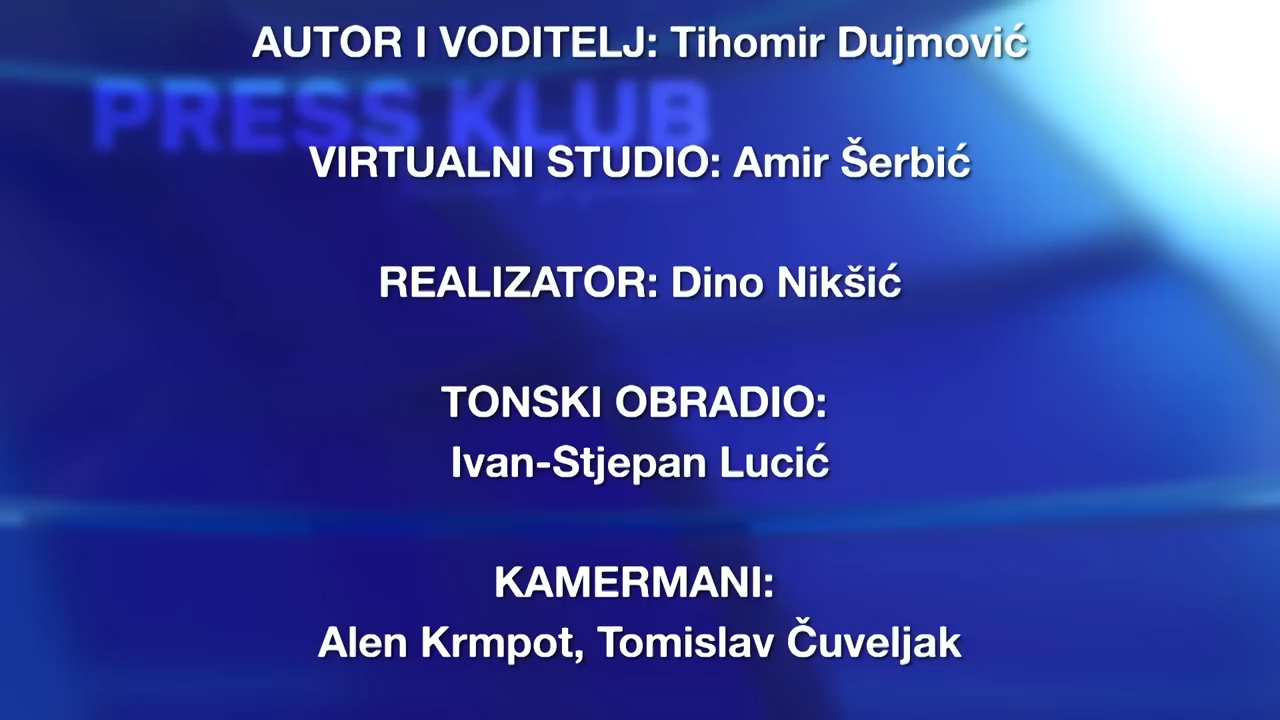 AUTOR I VODITELJ: Tihomir Dujmović
PRESS KLUB
VIRTUALNI STUDIO: Amir Šerbić
REALIZATOR: Dino Nikšić
TONSKI OBRADIO:
Ivan-Stjepan Lucić
KAMERMANI:
Alen Krmpot, Tomislav Čuveljak